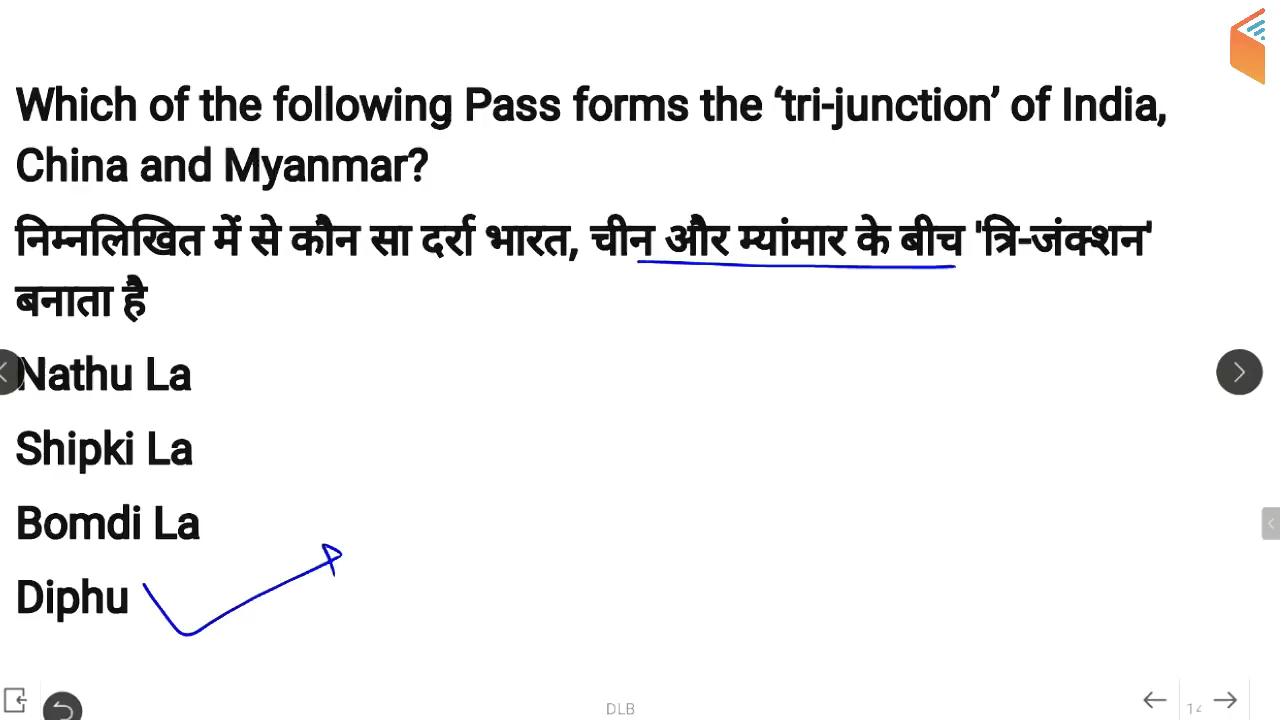 Which of the following Pass forms the ‘tri-junction’ of India,
China and Myanmar?
निम्नलिखित में से कौन सा दर्रा भारत, चीन और म्यांमार के बीच 'त्रि-जंक्शन'
बनाता है
Nathu La
Shipki La
Bomdi La
Diphu
DLB